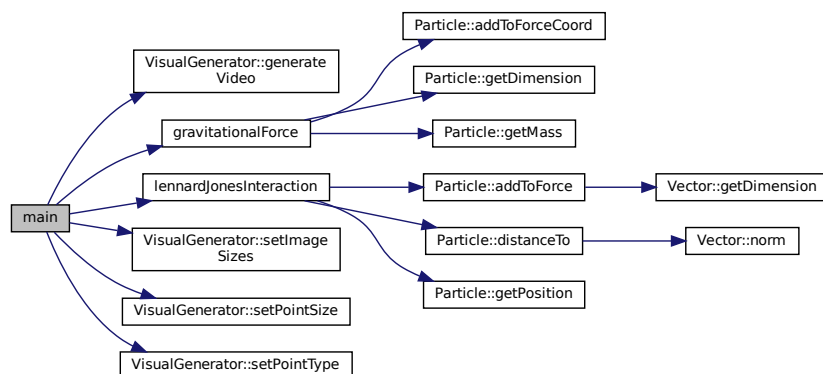 Particle::addToForceCoord
VisualGenerator::generate
Video
Particle::getDimension
gravitationalForce
Particle::getMass
lennardJonesInteraction
Particle::addToForce
Vector::getDimension
main
VisualGenerator::setImage
Sizes
Particle::distanceTo
Vector::norm
Particle::getPosition
VisualGenerator::setPointSize
VisualGenerator::setPointType